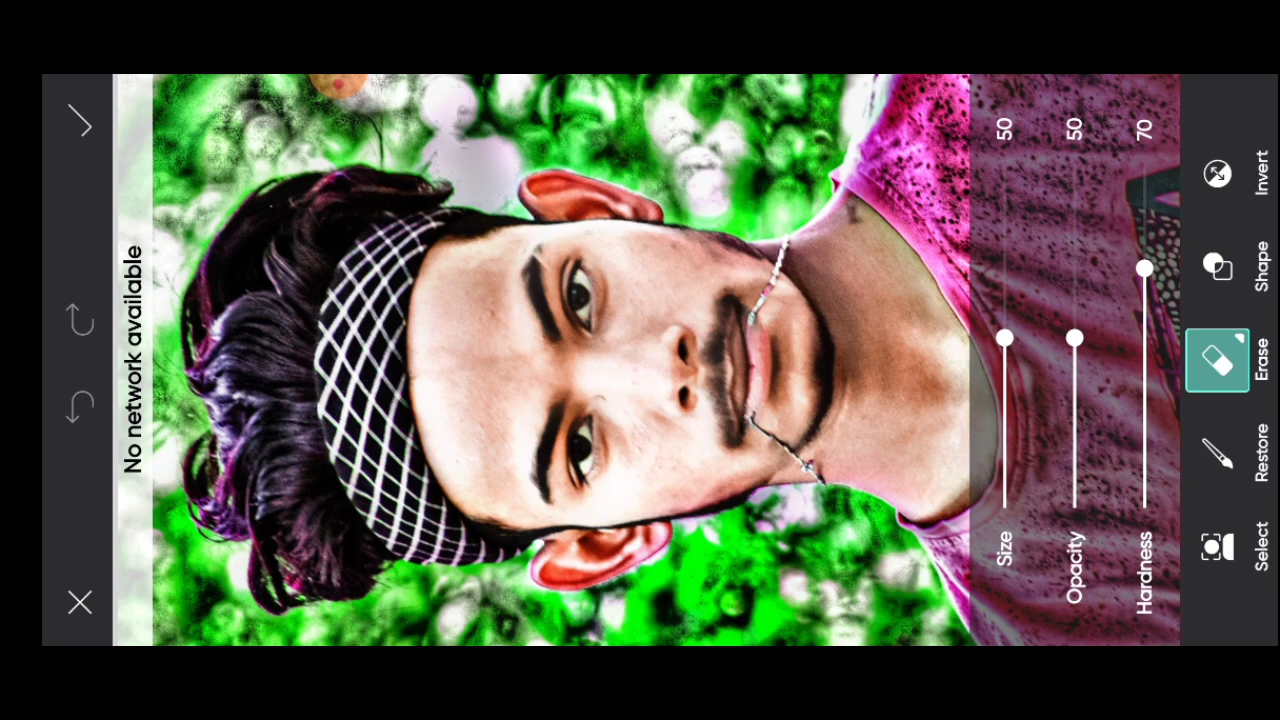 No network available
Size 50
Opacity 50
Hardness 70
Select Restore Erase Shape Invert